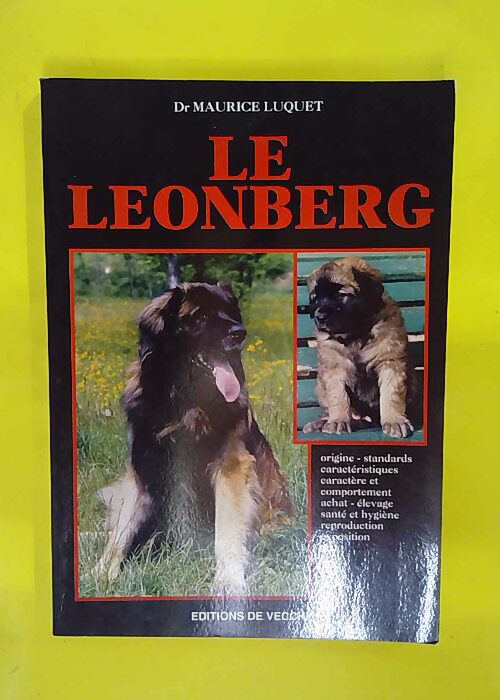 Dr MAURICE LUQUET
LE
LEONBERG
origine - standards
caractéristiques
caractère et
comportement
achat - élevage
santé et hygiène
reproduction
exposition
EDITIONS DE